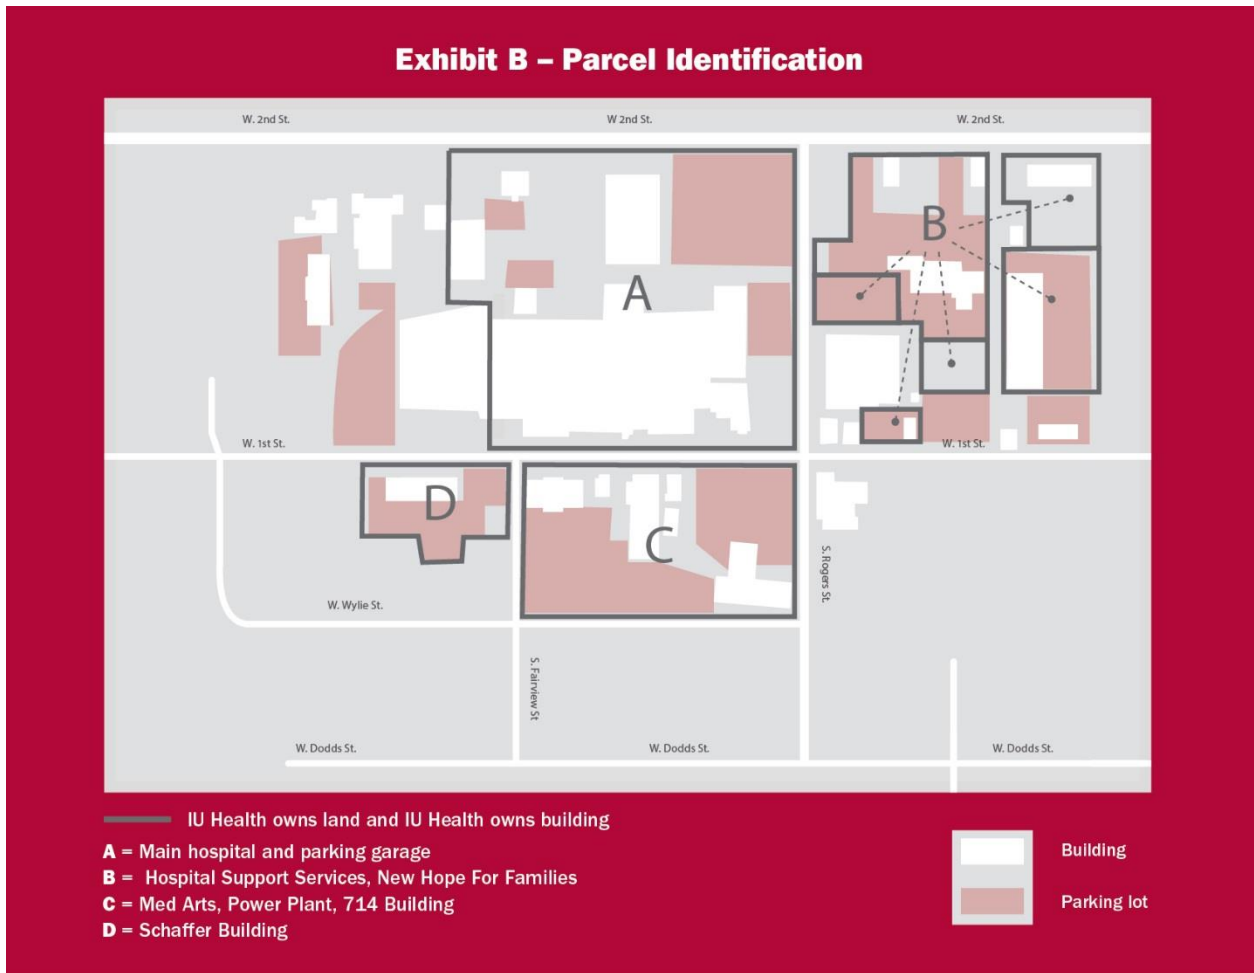 Exhibit B – Parcel Identification
W. 2nd St.
W 2nd St.
W. 2nd St.
B
A
W. 1st St.
W. 1st St.
D
C
S. Rogers St.
W. Wylie St.
S. Fairview St
W. Dodds St.
W. Dodds St.
W. Dodds St.
IU Health owns land and IU Health owns building
A = Main hospital and parking garage
B = Hospital Support Services, New Hope For Families
C = Med Arts, Power Plant, 714 Building
D = Schaffer Building
Building
Parking lot